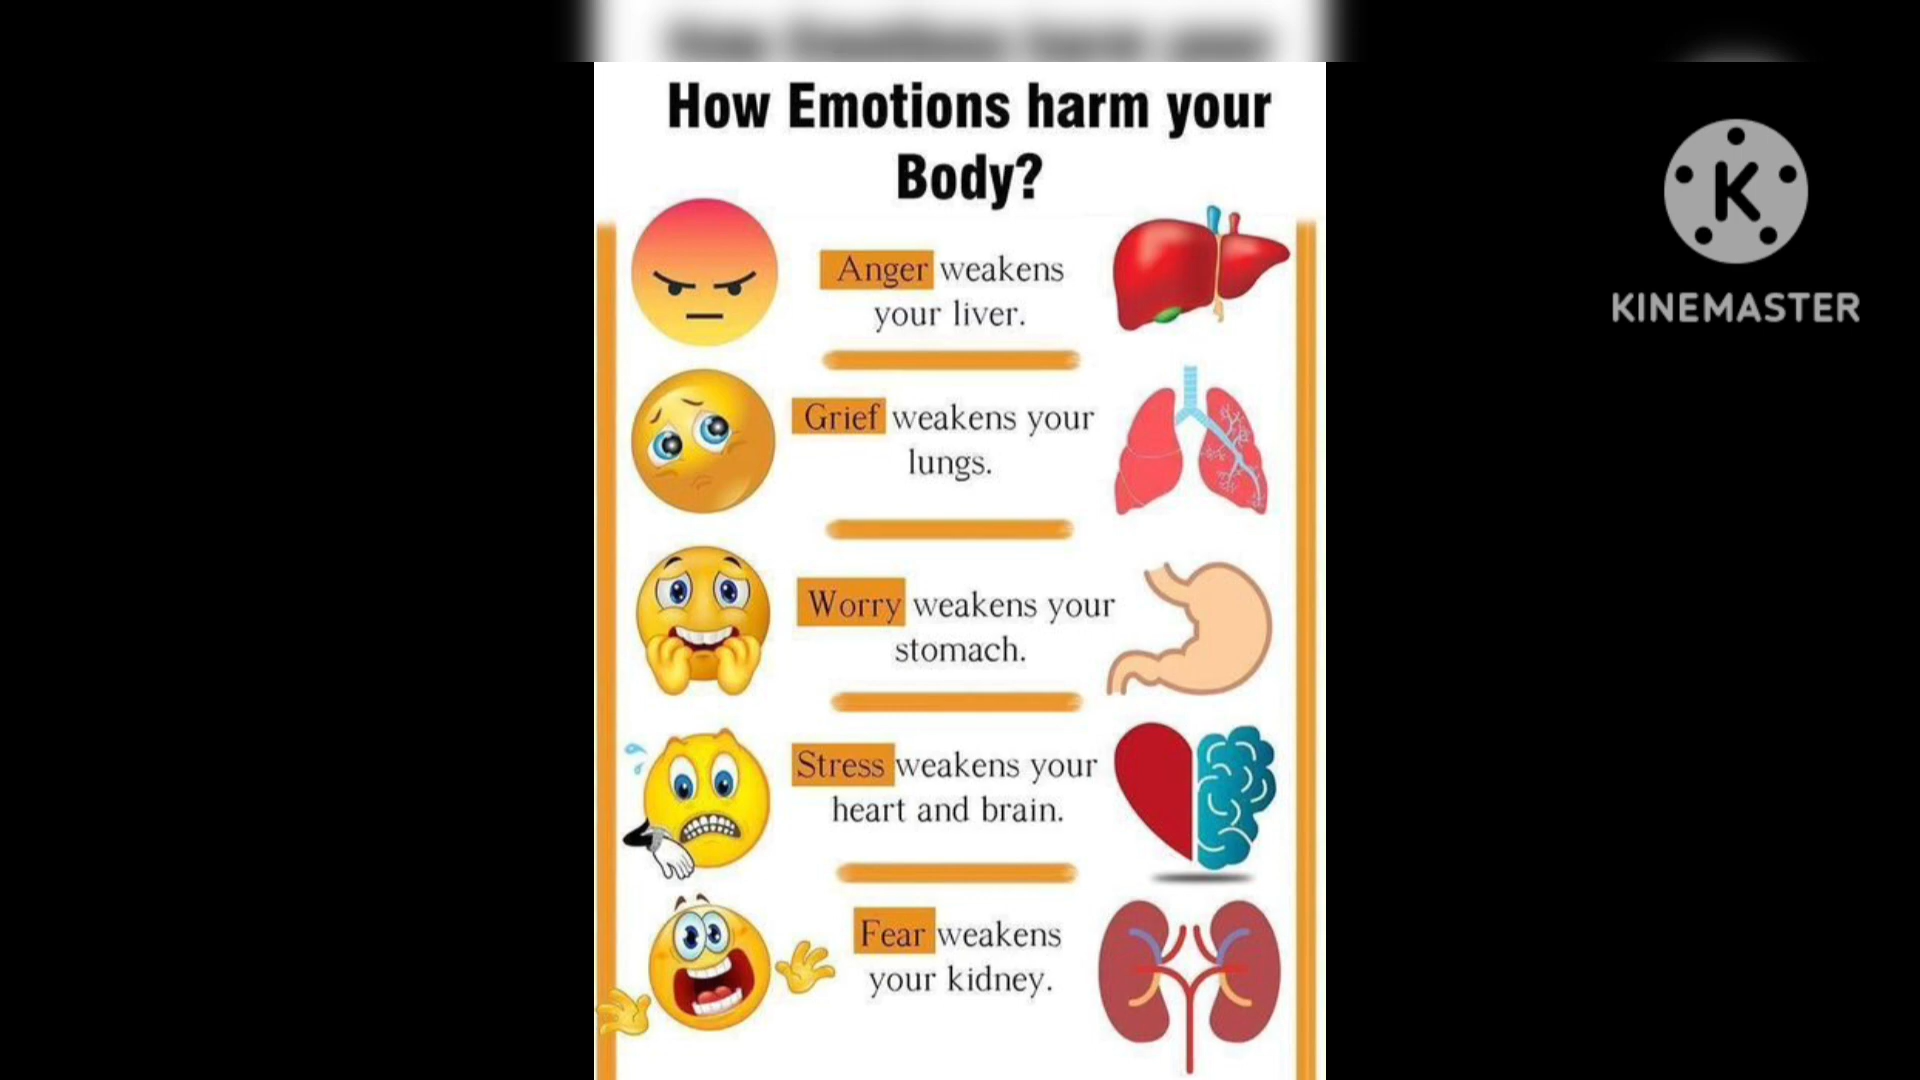 How Emotions harm your
Body?
Anger weakens
your liver.
Grief weakens your
lungs.
Worry weakens your
stomach.
Stress weakens your
heart and brain.
Fear weakens
your kidney.
K
KINEMASTER